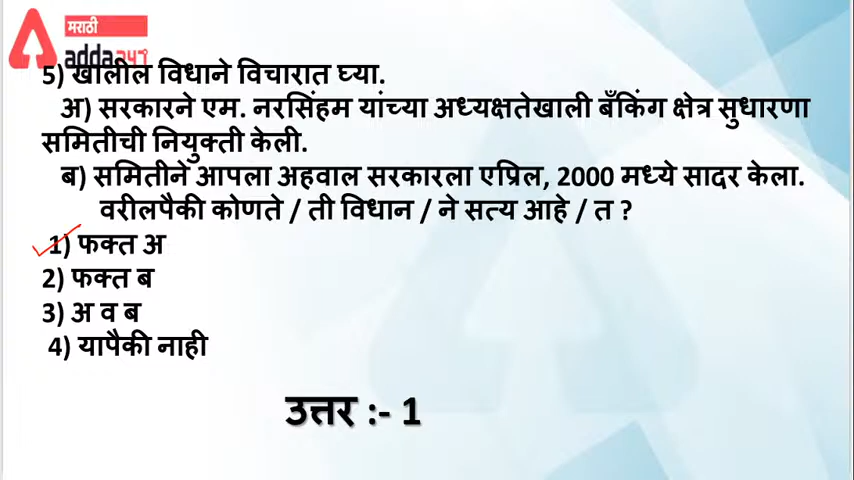 मराठी
adda247
5) खालील विधाने विचारात घ्या.
अ) सरकारने एम. नरसिंहम यांच्या अध्यक्षतेखाली बँकिंग क्षेत्र सुधारणा
समितीची नियुक्ती केली.
ब) समितीने आपला अहवाल सरकारला एप्रिल, 2000 मध्ये सादर केला.
वरीलपैकी कोणते / ती विधान / ने सत्य आहे / त ?
1) फक्त अ
2) फक्त ब
3) अ व ब
4) यापैकी नाही
उत्तर :- 1